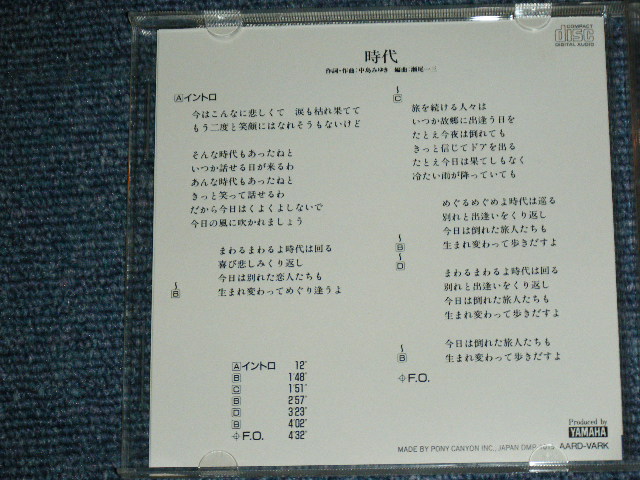 時代
作詞・作曲:中島みゆき 編曲:瀬尾一三
COMPACT
disc
DIGITAL AUDIO
A イントロ
今はこんなに悲しくて 涙も枯れ果てて
もう二度と笑顔にはなれそうもないけど
そんな時代もあったねと
いつか話せる日が来るわ
あんな時代もあったねと
きっと笑って話せるわ
だから今日はくよくよしないで
今日の風に吹かれましょう
まわるまわるよ時代は回る
喜び悲しみくり返し
今日は別れた恋人たちも
~B 生まれ変わってめぐり逢うよ
~C 旅を続ける人々は
いつか故郷に出逢う日を
たとえ今夜は倒れても
きっと信じてドアを出る
たとえ今日は果てしもなく
冷たい雨が降っていても
めぐるめぐるよ時代は巡る
別れと出逢いをくり返し
今日は倒れた旅人たちも
~B 生まれ変わって歩きだすよ
~D まわるまわるよ時代は回る
別れと出逢いをくり返し
今日は倒れた旅人たちも
生まれ変わって歩きだすよ
今日は倒れた旅人たちも
~B 生まれ変わって歩きだすよ
F.O.
A イントロ 12"
B 1'48"
C 1'51"
B 2'57"
D 3'29"
B 4'02"
F.O. 4'32"
Produced by
YAMAHA
MADE BY PONY CANYON INC., JAPAN DMP AARD-VARK